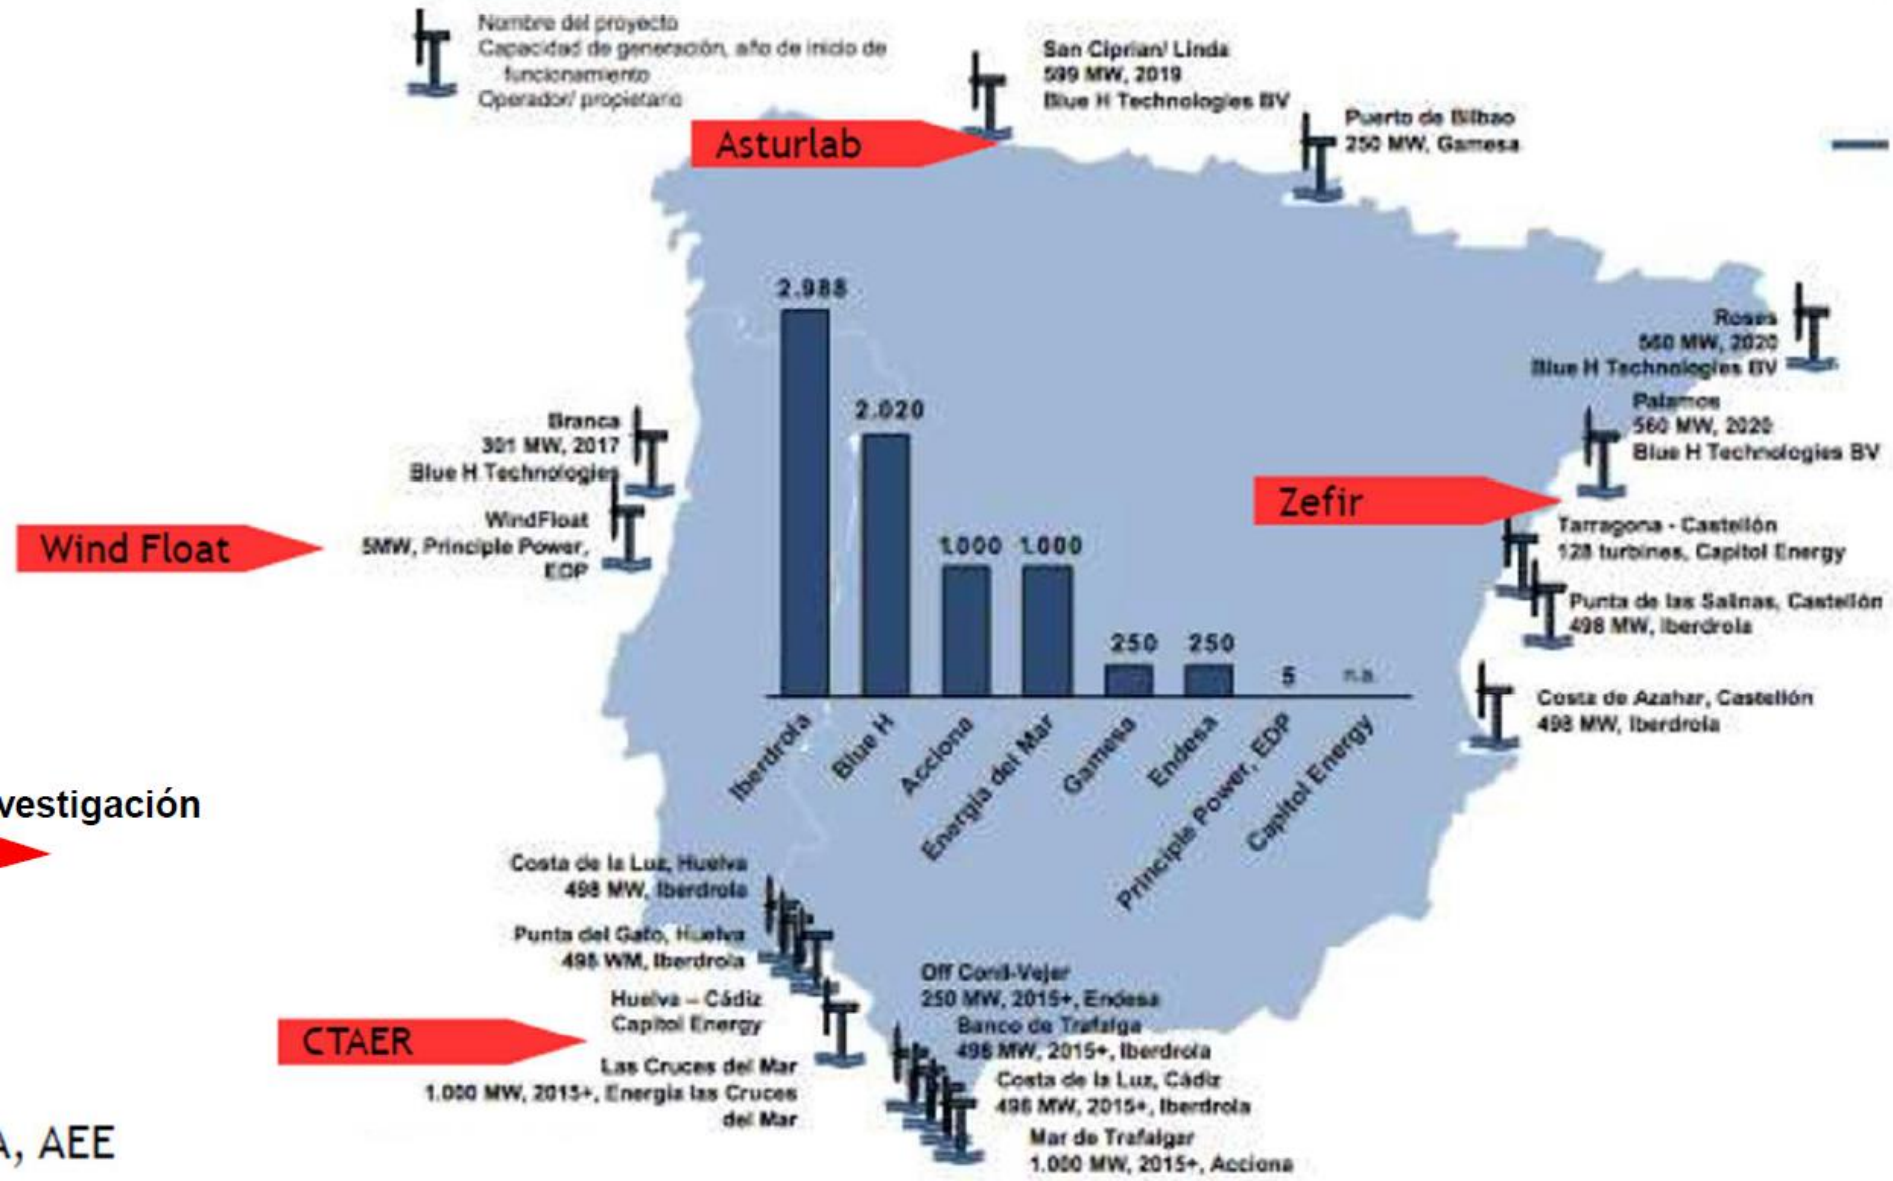 Nombre del proyecto
Capacidad de generación, año de inicio de
funcionamiento
Operador/ propietario
San Ciprian/ Linda
599 MW, 2019
Blue H Technologies BV
Puerto de Bilbao
250 MW, Gamesa
Asturlab
2.988
2.020
1.000 1.000
250 250
5
n.a.
Iberdrola
Blue H
Acciona
Energía del Mar
Gamesa
Endesa
Principle Power, EDP
Capitol Energy
Roses
560 MW, 2020
Blue H Technologies BV
Palamos
560 MW, 2020
Blue H Technologies BV
Branca
301 MW, 2017
Blue H Technologies
WindFloat
5MW, Principle Power,
EDP
Wind Float
Zefir
Tarragona - Castellón
128 turbines, Capitol Energy
Punta de las Salinas, Castellón
498 MW, Iberdrola
Costa de Azahar, Castellón
498 MW, Iberdrola
vestigación
Costa de la Luz, Huelva
498 MW, Iberdrola
Punta del Gato, Huelva
498 WM, Iberdrola
Huelva – Cádiz
Capitol Energy
CTAER
Las Cruces del Mar
1.000 MW, 2015+, Energía las Cruces
del Mar
Off Conil-Vejer
250 MW, 2015+, Endesa
Banco de Trafalga
498 MW, 2015+, Iberdrola
Costa de la Luz, Cádiz
498 MW, 2015+, Iberdrola
Mar de Trafalgar
1.000 MW, 2015+, Acciona
A, AEE